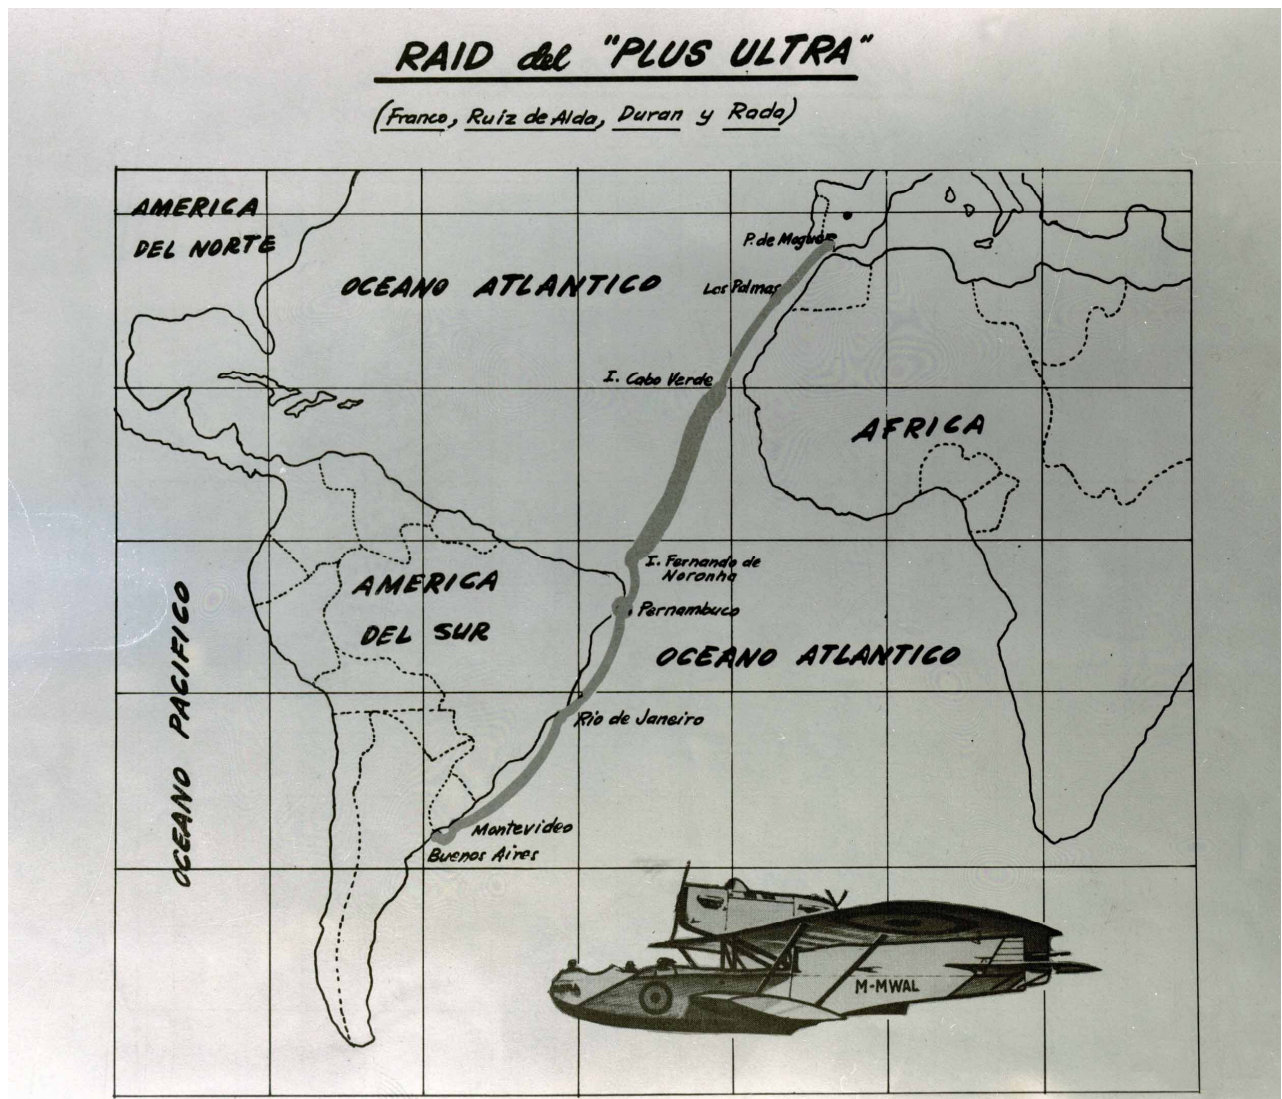 RAID del "PLUS ULTRA"
(Franco, Ruiz de Alda, Duran y Rada)
AMERICA
DEL NORTE
OCEANO ATLANTICO
P. de Moguer
Las Palmas
I. Cabo Verde
AFRICA
I. Fernando de
Noronha
Pernambuco
AMERICA
DEL SUR
OCEANO ATLANTICO
OCEANO PACIFICO
Rio de Janeiro
Montevideo
Buenos Aires
M-MWAL